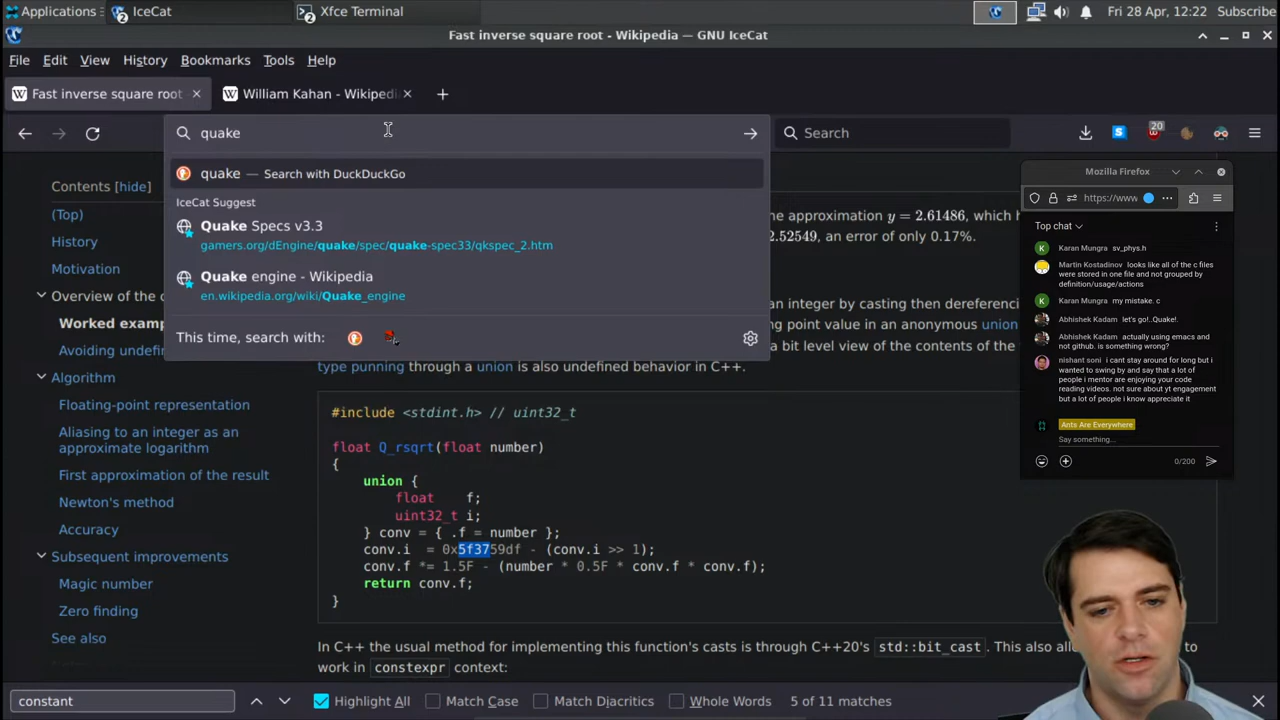 Applications
2 IceCat
2 Xfce Terminal
Fri 28 Apr, 12:22 Subscribe
Fast inverse square root - Wikipedia — GNU IceCat
File Edit View History Bookmarks Tools Help
Fast inverse square root
William Kahan - Wikipedi
quake
Search
20
quake — Search with DuckDuckGo
IceCat Suggest
Quake Specs v3.3
gamers.org/dEngine/quake/spec/quake-spec33/qkspec_2.htm
Quake engine - Wikipedia
en.wikipedia.org/wiki/Quake_engine
This time, search with:
Contents [hide]
(Top)
History
Motivation
Overview of the
Worked examp
Avoiding undefin
Algorithm
Floating-point representation
Aliasing to an integer as an
approximate logarithm
First approximation of the result
Newton's method
Accuracy
Subsequent improvements
Magic number
Zero finding
See also
the approximation y = 2.61486, which h
2.52549, an error of only 0.17%.
an integer by casting then dereferenci
ing point value in an anonymous union
a bit level view of the contents of the
type punning through a union is also undefined behavior in C++.
#include <stdint.h> // uint32_t
float Q_rsqrt(float number)
{
union {
float f;
uint32_t i;
} conv = { .f = number };
conv.i = 0x5f3759df - (conv.i >> 1);
conv.f *= 1.5F - (number * 0.5F * conv.f * conv.f);
return conv.f;
}
In C++ the usual method for implementing this function's casts is through C++20's std::bit_cast. This also al
to
work in constexpr context:
Mozilla Firefox
https://www
Top chat
Karan Mungra sv_phys.h
Martin Kostadinov looks like all of the c files
were stored in one file and not grouped by
definition/usage/actions
Karan Mungra my mistake. c
Abhishek Kadam let's go!..Quake!.
Abhishek Kadam actually using emacs and
not github. is something wrong?
nishant soni i cant stay around for long but i
wanted to swing by and say that a lot of
people i mentor are enjoying your code
reading videos. not sure about yt engagement
but a lot of people i know appreciate it
Ants Are Everywhere
Say something...
0/200
constant
Highlight All
Match Case
Match Diacritics
Whole Words
5 of 11 matches